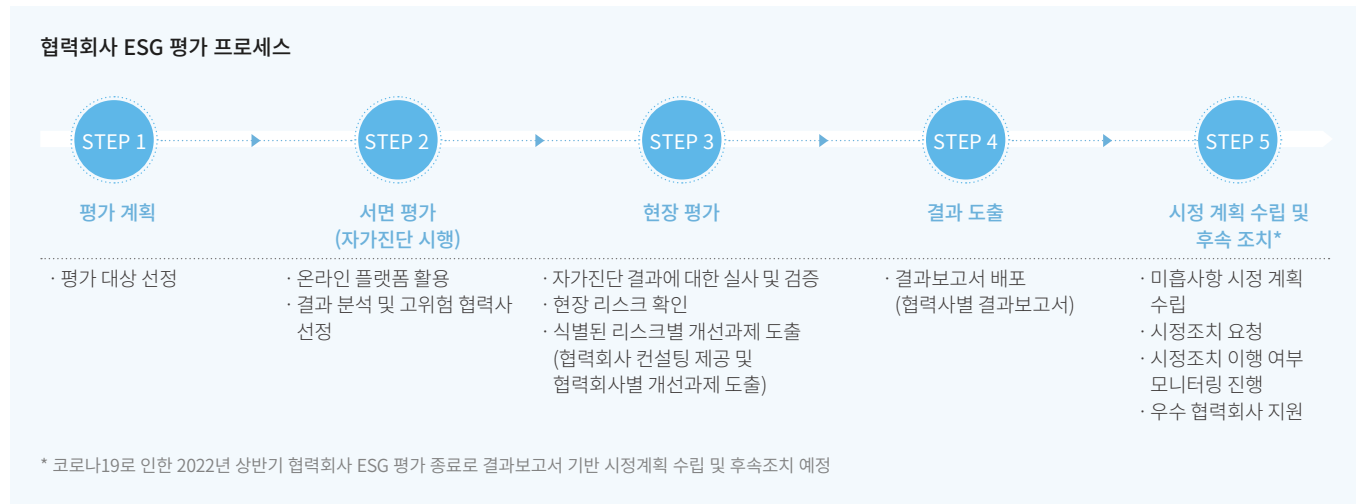 협력회사 ESG 평가 프로세스
STEP 1
STEP 2
STEP 3
STEP 4
STEP 5
평가 계획
서면 평가
(자가진단 시행)
현장 평가
결과 도출
시정 계획 수립 및
후속 조치*
· 평가 대상 선정
· 온라인 플랫폼 활용
· 결과 분석 및 고위험 협력사
선정
· 자가진단 결과에 대한 실사 및 검증
· 현장 리스크 확인
· 식별된 리스크별 개선과제 도출
(협력회사 컨설팅 제공 및
협력회사별 개선과제 도출)
· 결과보고서 배포
(협력사별 결과보고서)
· 미흡사항 시정 계획
수립
· 시정조치 요청
· 시정조치 이행 여부
모니터링 진행
· 우수 협력회사 지원
* 코로나19로 인한 2022년 상반기 협력회사 ESG 평가 종료로 결과보고서 기반 시정계획 수립 및 후속조치 예정